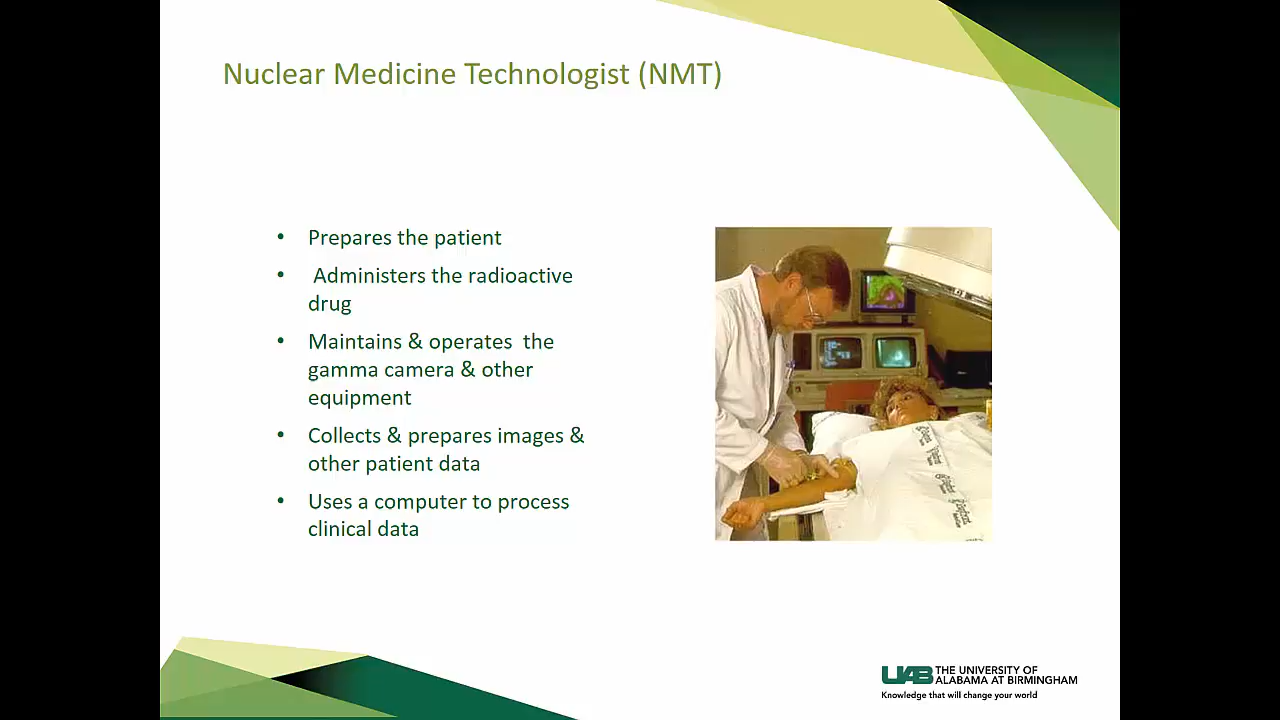 Nuclear Medicine Technologist (NMT)
• Prepares the patient
• Administers the radioactive
drug
• Maintains & operates the
gamma camera & other
equipment
• Collects & prepares images &
other patient data
• Uses a computer to process
clinical data
UAB THE UNIVERSITY OF
ALABAMA AT BIRMINGHAM
Knowledge that will change your world